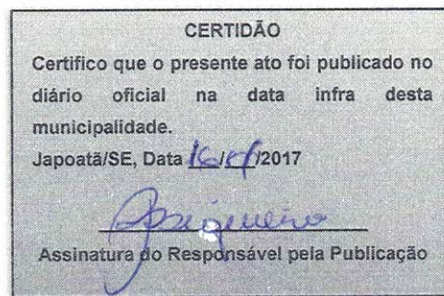 CERTIDÃO
Certifico que o presente ato foi publicado no
diário oficial na data infra desta
municipalidade.
Japoatã/SE, Data 16/ /2017
Assinatura do Responsável pela Publicação